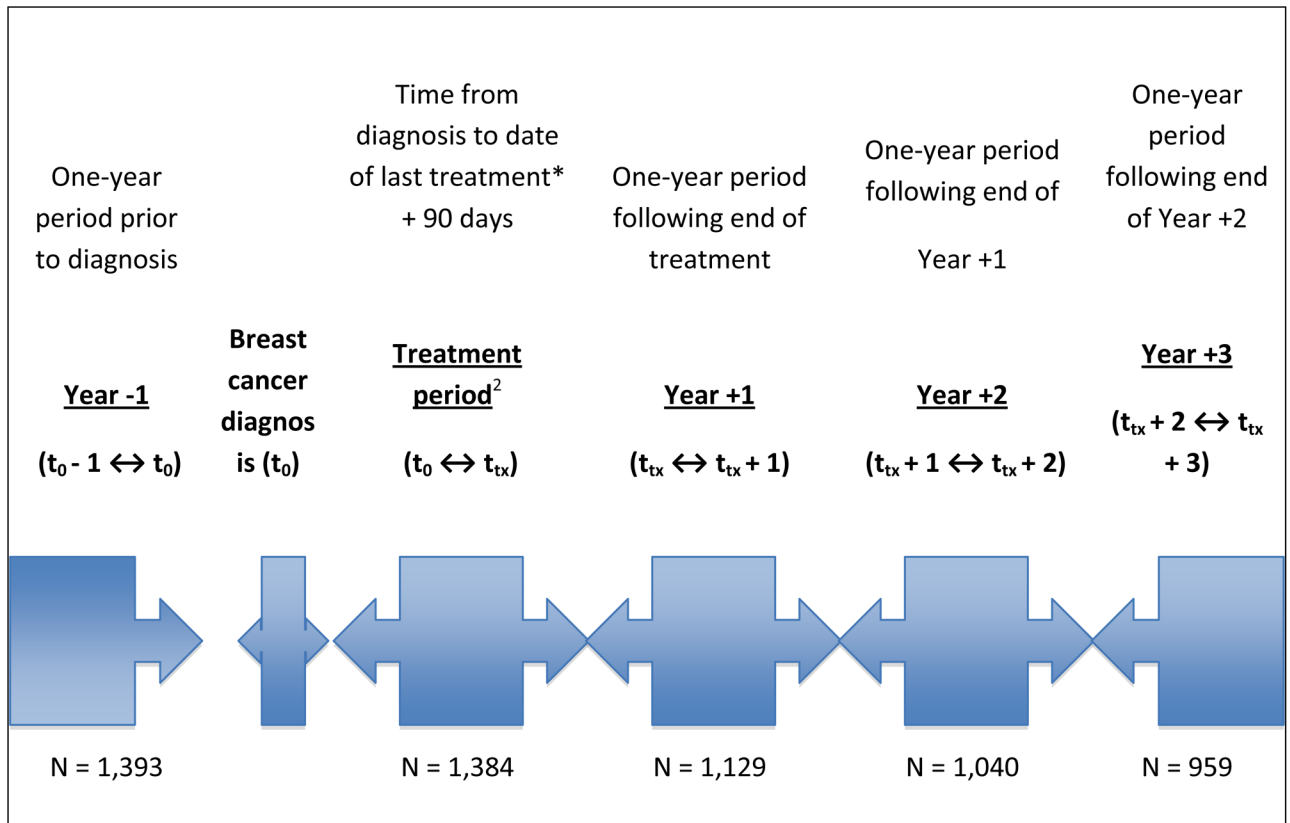 One-year
period prior
to diagnosis
Time from
diagnosis to date
of last treatment*
+ 90 days
One-year period
following end of
treatment
One-year period
following end of
Year +1
One-year
period
following end
of Year +2
Year -1
(t0 - 1 ↔ t0)
Breast
cancer
diagnos
is (t0)
Treatment
period2
(t0 ↔ ttx)
Year +1
(ttx ↔ ttx + 1)
Year +2
(ttx + 1 ↔ ttx + 2)
Year +3
(ttx + 2 ↔ ttx
+ 3)
N = 1,393
N = 1,384
N = 1,129
N = 1,040
N = 959